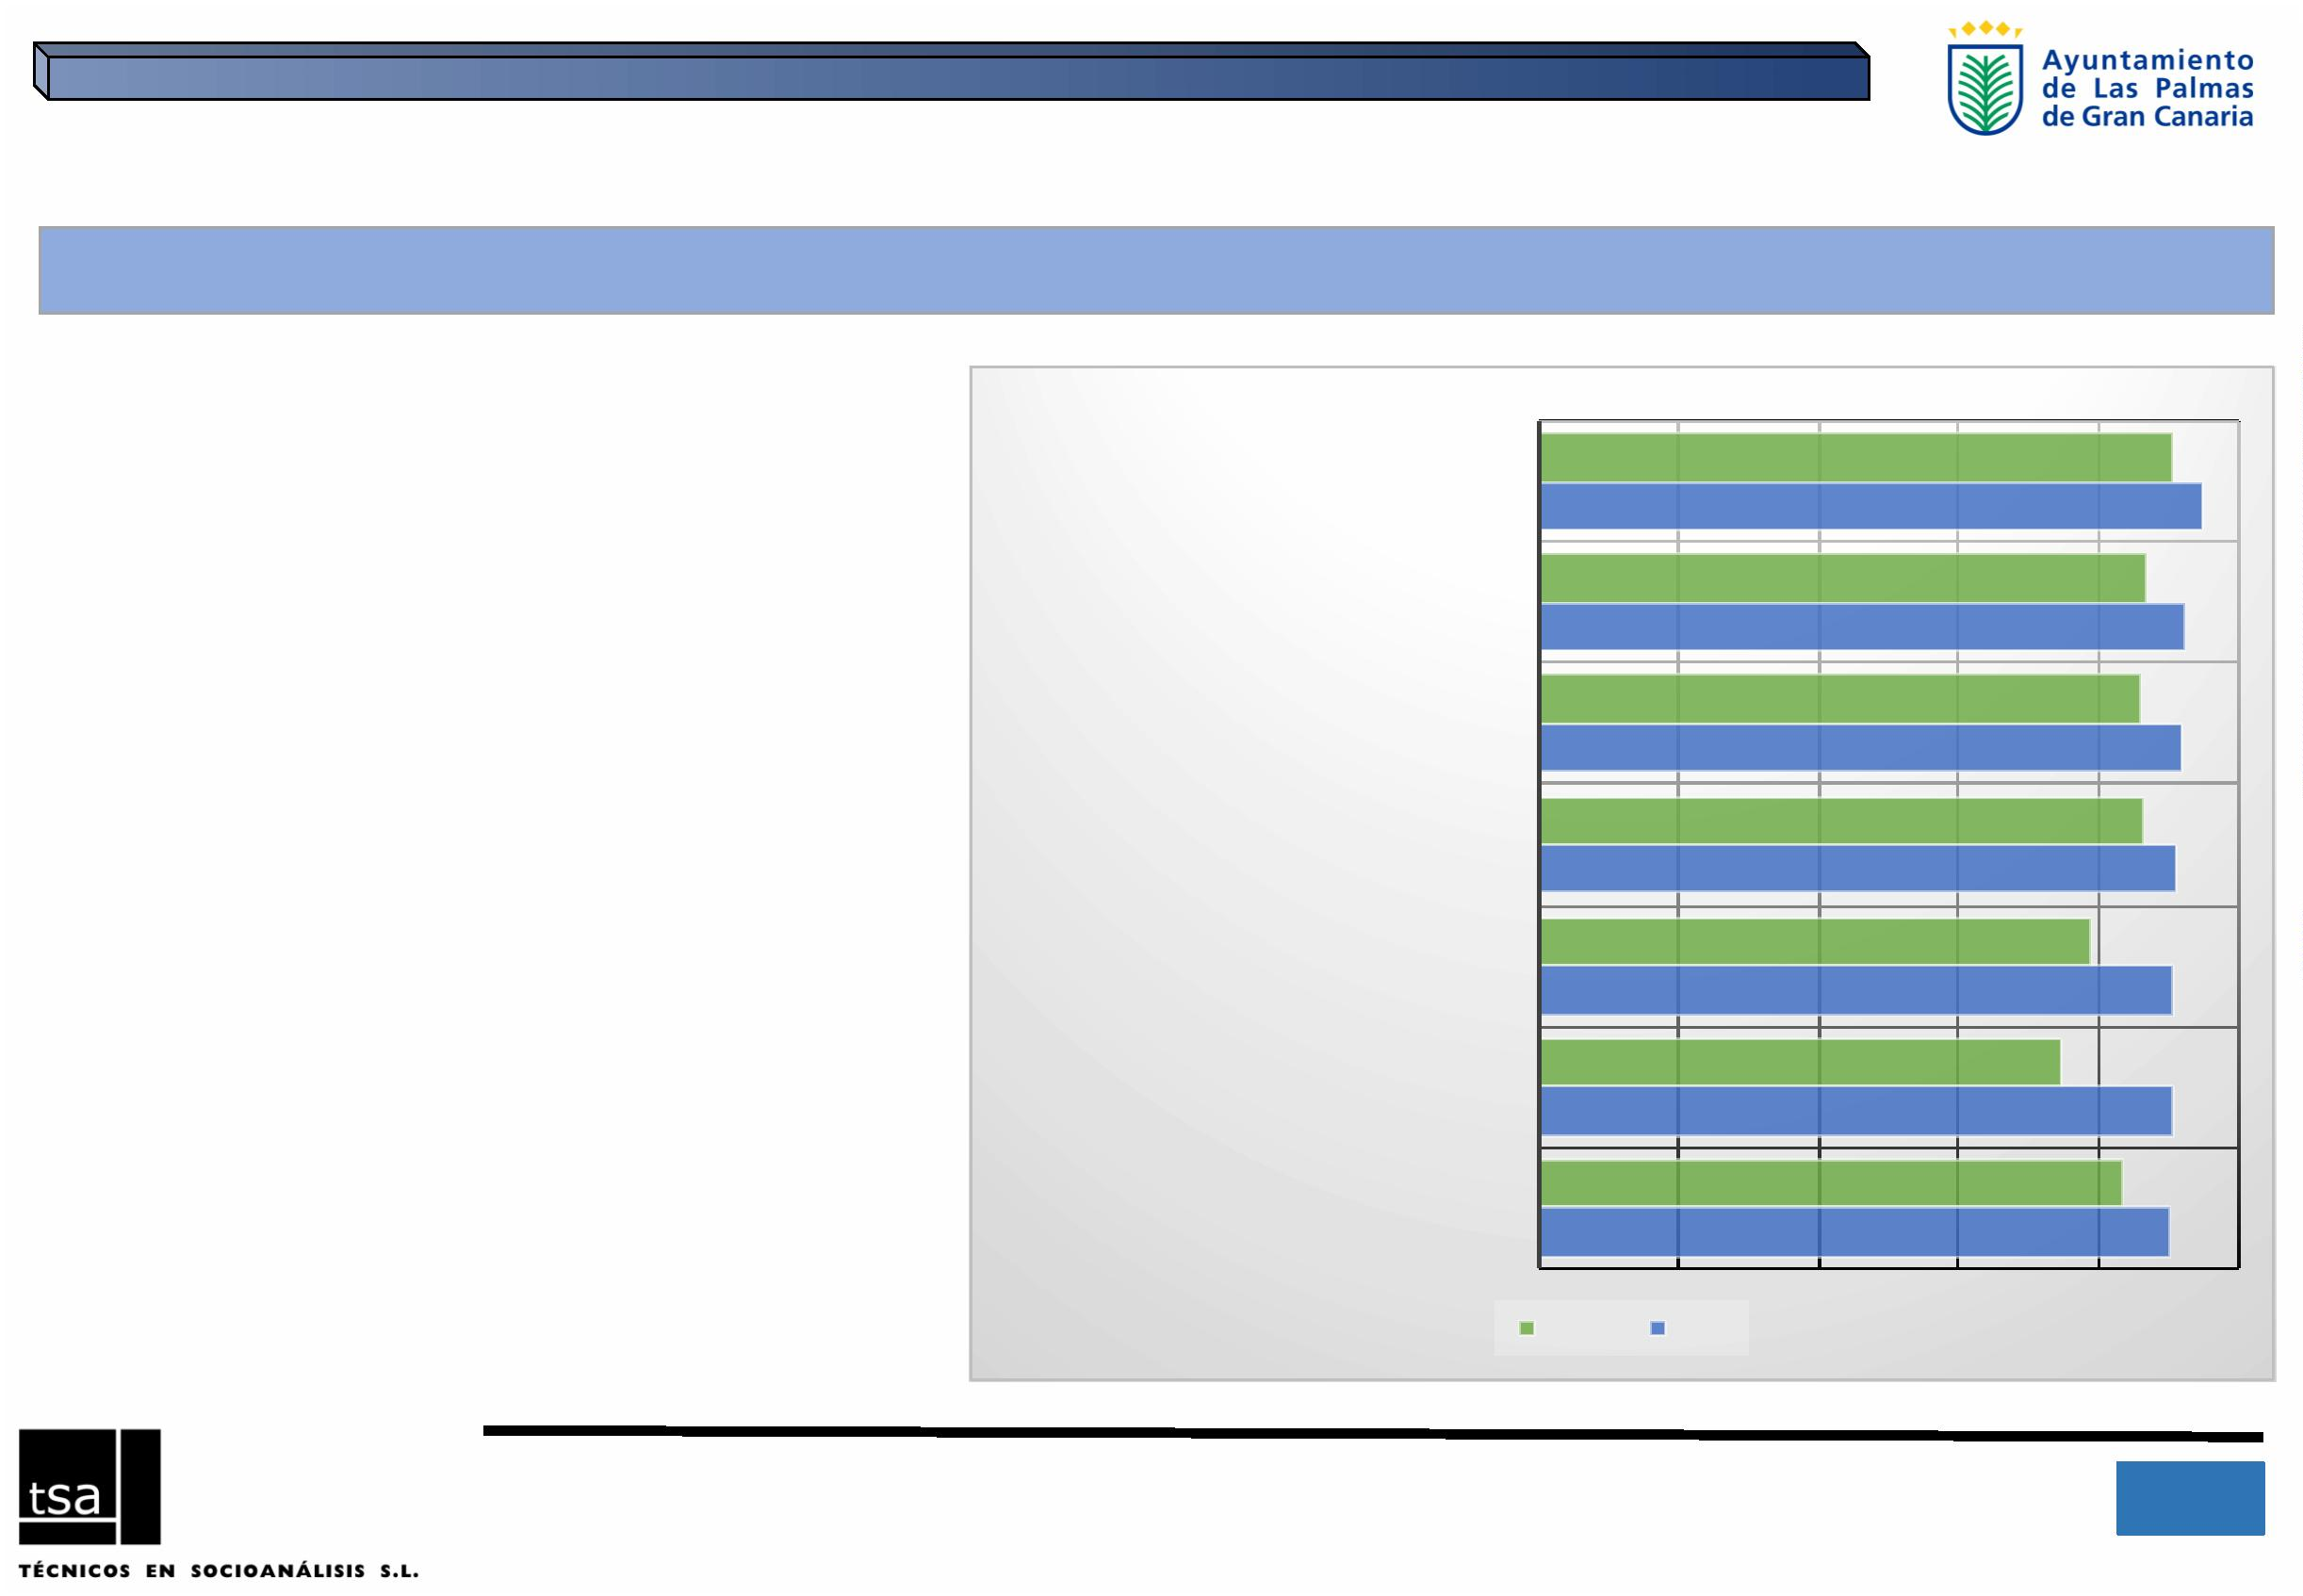 Ayuntamiento
de Las Palmas
de Gran Canaria
tsa
TÉCNICOS EN SOCIOANÁLISIS S.L.